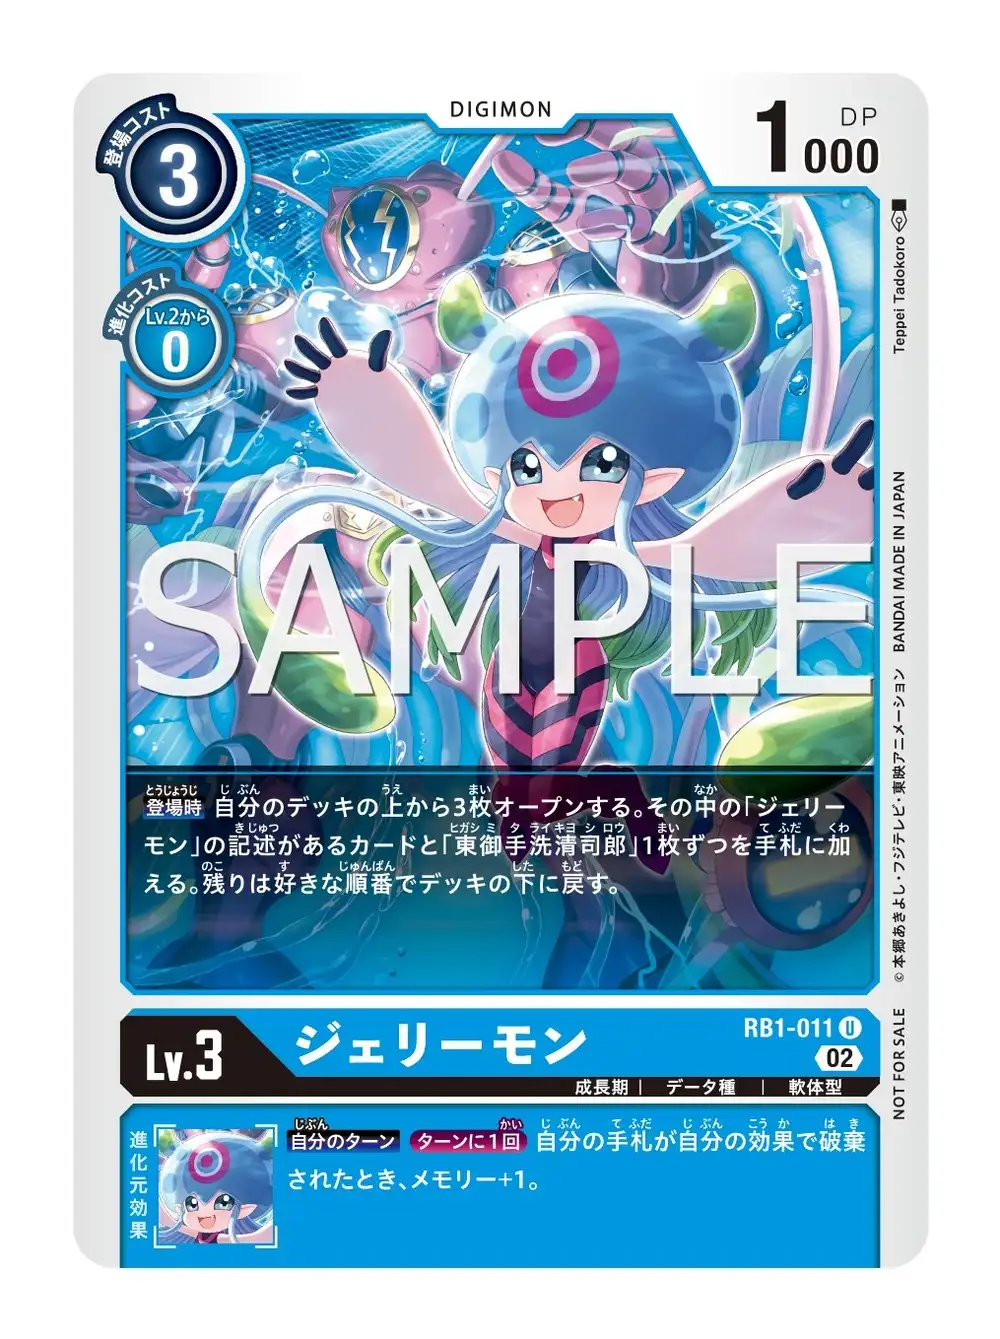 DIGIMON
登場コスト
3
1000
DP
進化コスト
Lv.2から
0
Teppei Tadokoro
SAMPLE
BANDAI MADE IN JAPAN
©本郷あきよし・フジテレビ・東映アニメーション
NOT FOR SALE
登場時 自分のデッキの上から3枚オープンする。その中の「ジェリー
モン」の記述があるカードと「東御手洗清司郎」1枚ずつを手札に加
える。残りは好きな順番でデッキの下に戻す。
Lv.3
ジェリーモン
RB1-011 U
02
成長期 | データ種 | 軟体型
進化元効果
自分のターン ターンに1回 自分の手札が自分の効果で破棄
されたとき、メモリー+1。